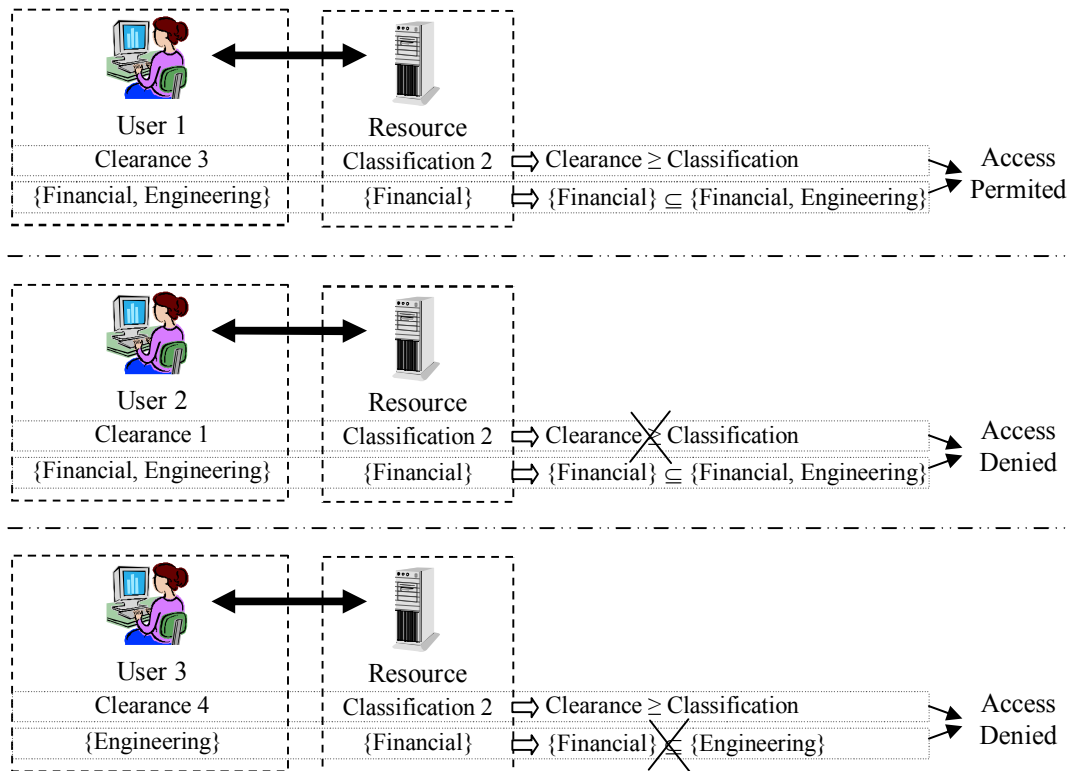 User 1
Resource
Clearance 3
Classification 2
Clearance ≥ Classification
{Financial, Engineering}
{Financial}
{Financial} ⊆ {Financial, Engineering}
Access
Permited
User 2
Resource
Clearance 1
Classification 2
Clearance ≥ Classification
{Financial, Engineering}
{Financial}
{Financial} ⊆ {Financial, Engineering}
Access
Denied
User 3
Resource
Clearance 4
Classification 2
Clearance ≥ Classification
{Engineering}
{Financial}
{Financial} ⊆ {Engineering}
Access
Denied